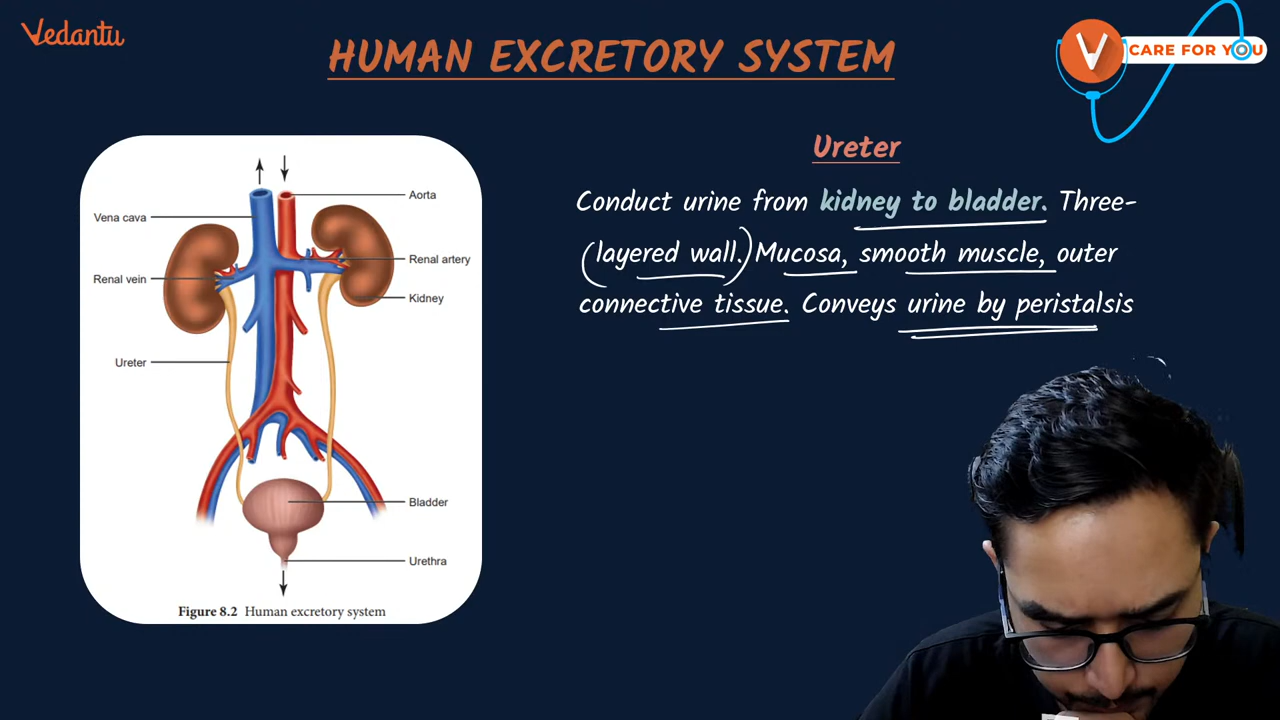 Vedantu
HUMAN EXCRETORY SYSTEM
V CARE FOR YOU
Aorta
Vena cava
Renal artery
Renal vein
Kidney
Ureter
Bladder
Urethra
Figure 8.2 Human excretory system
Ureter
Conduct urine from kidney to bladder. Three-
(layered wall.) Mucosa, smooth muscle, outer
connective tissue. Conveys urine by peristalsis